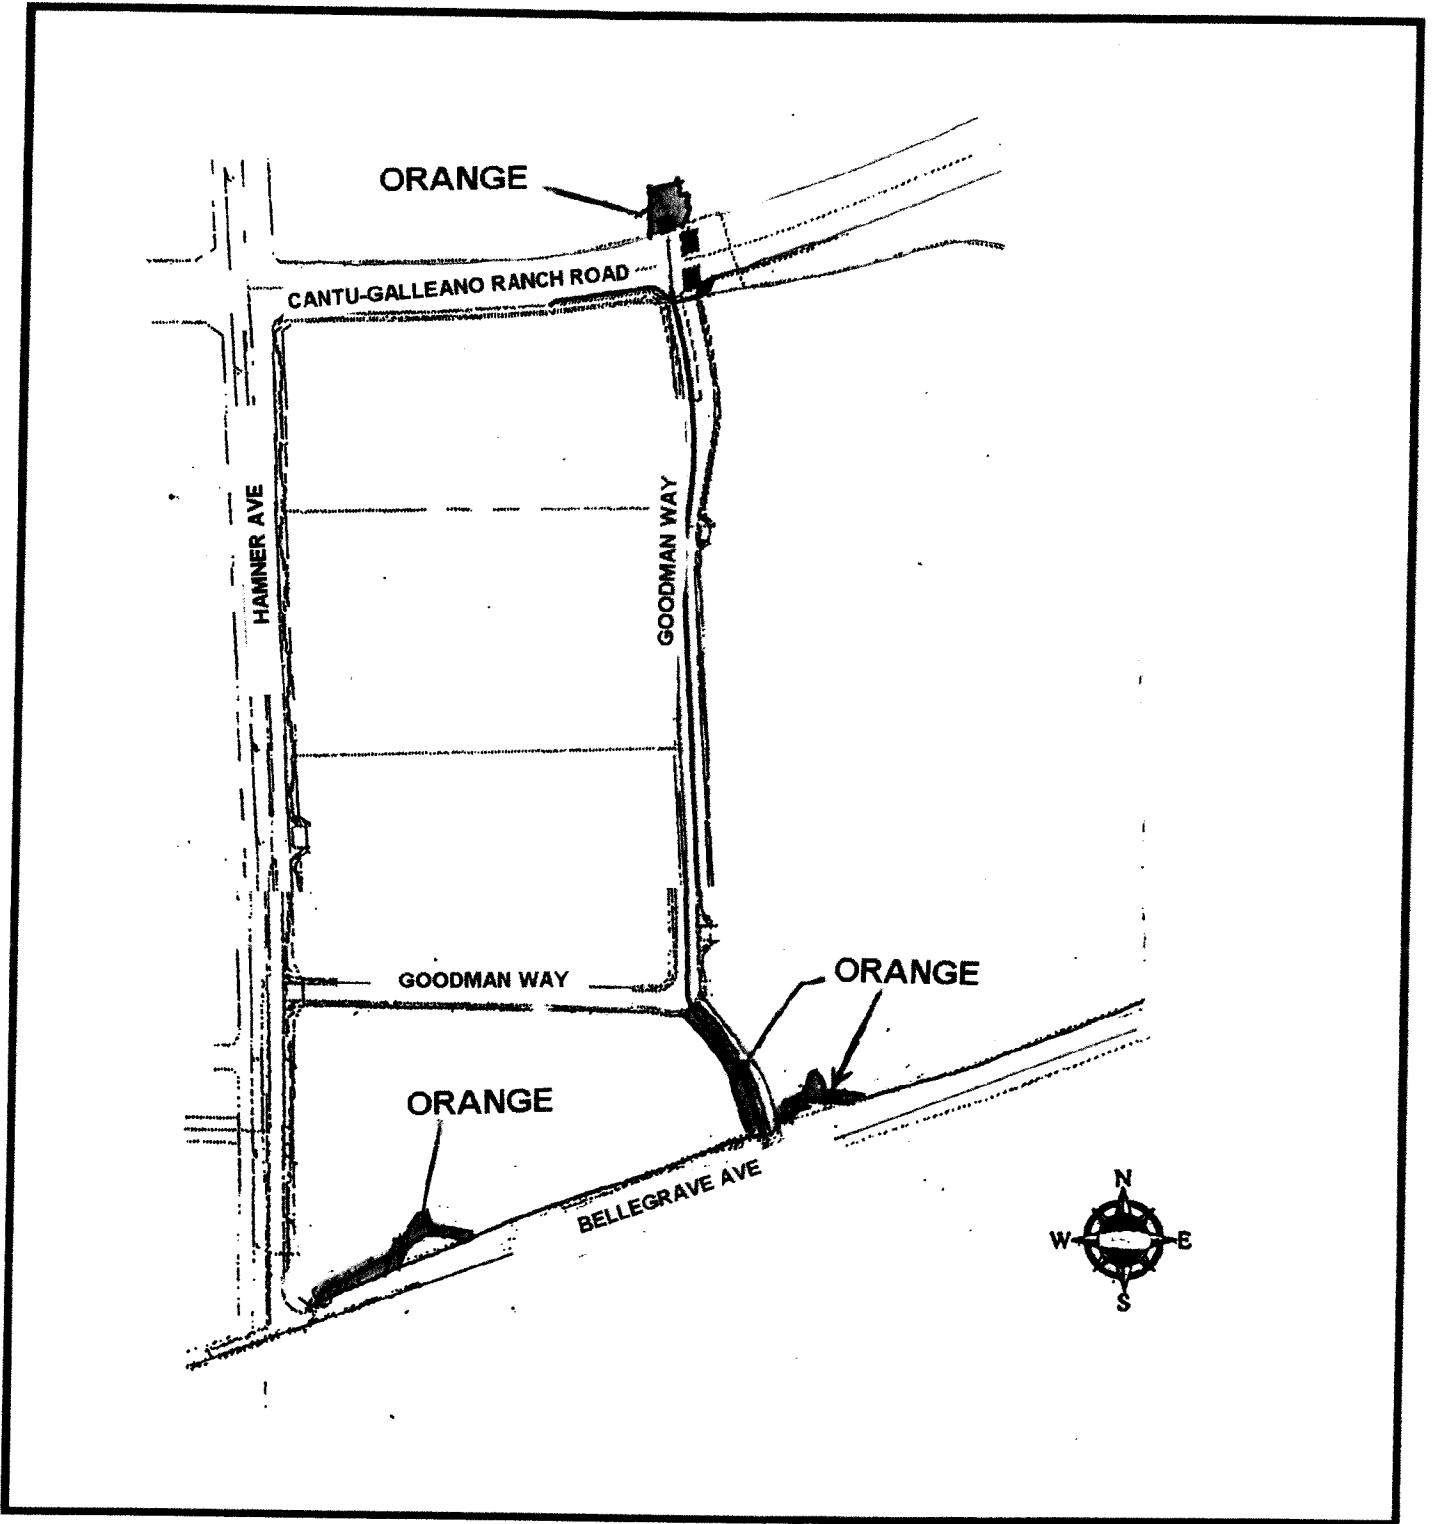 ORANGE
CANTU-GALLEANO RANCH ROAD
HAMNER AVE
GOODMAN WAY
GOODMAN WAY
ORANGE
ORANGE
BELLEGRAVE AVE
N
W E
S